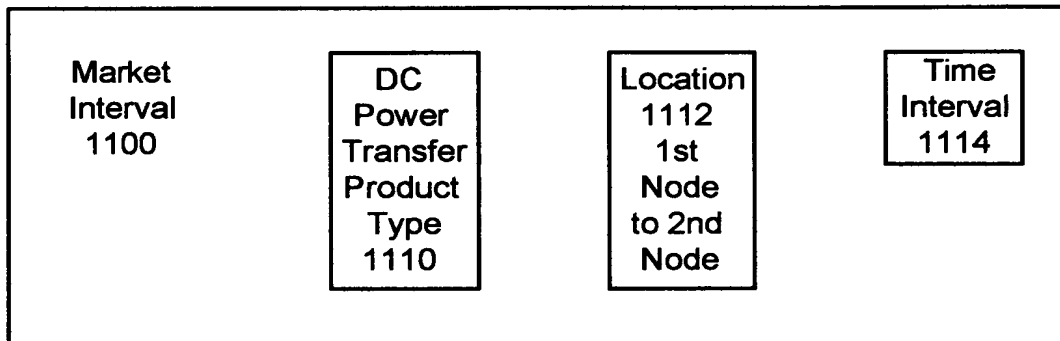 Market
Interval
1100
DC
Power
Transfer
Product
Type
1110
Location
1112
1st
Node
to 2nd
Node
Time
Interval
1114